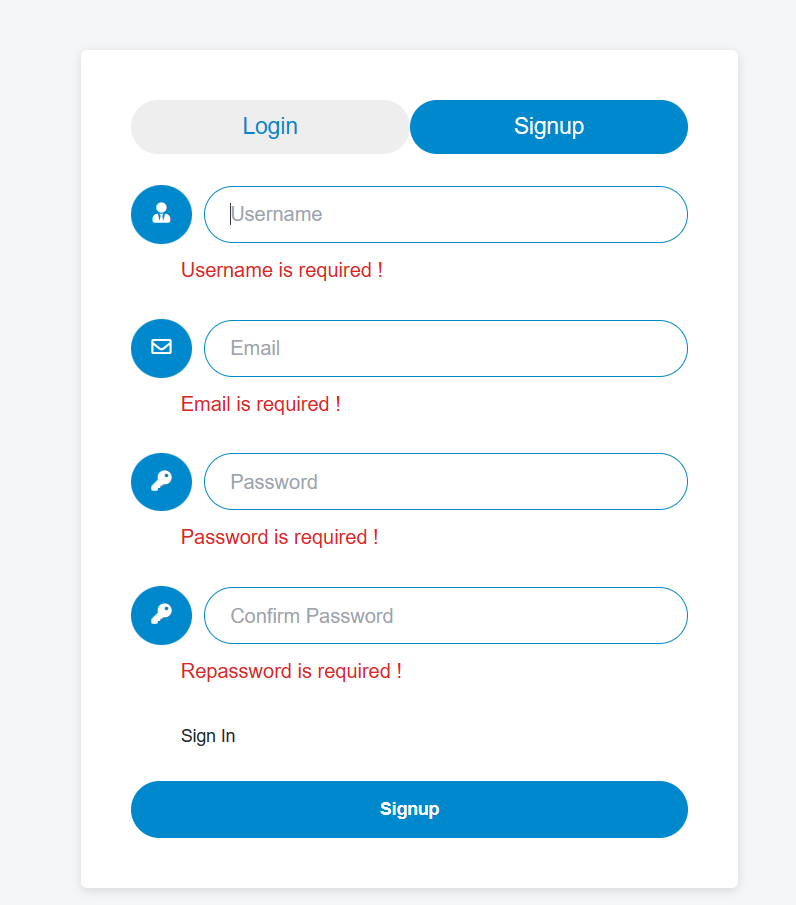 Login Signup
Username
Username is required !
Email
Email is required !
Password
Password is required !
Confirm Password
Repassword is required !
Sign In
Signup